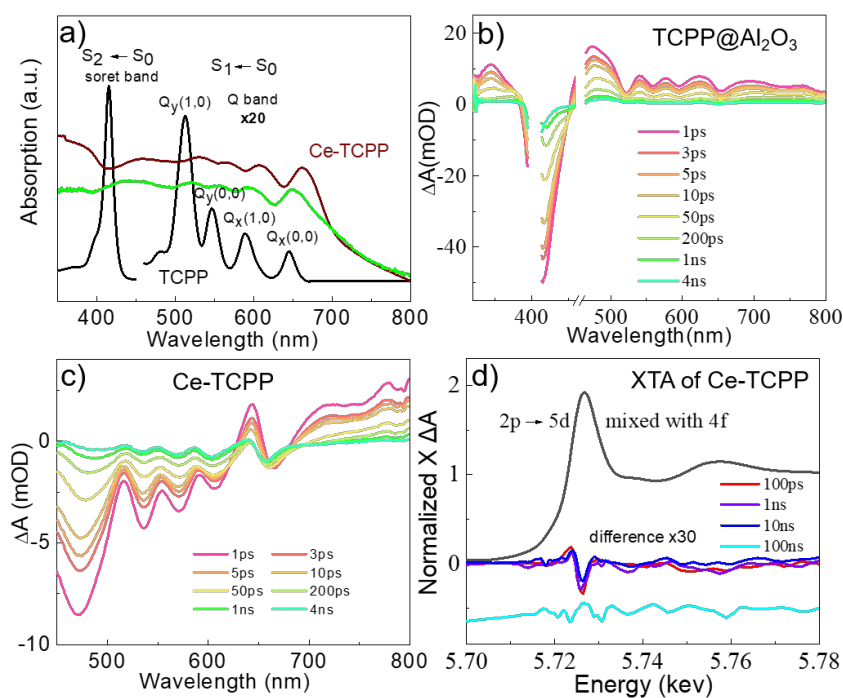 a)
S2 ← S0
soret band
S1 ← S0
Q band
x20
Qy(1,0)
Ce-TCPP
Qy(0,0)
Qx(1,0)
Qx(0,0)
TCPP
Absorption (a.u.)
400 500 600 700 800
Wavelength (nm)
b)
TCPP@Al2O3
20
0
-20
-40
ΔA(mOD)
1ps
3ps
5ps
10ps
50ps
200ps
1ns
4ns
400 500 600 700 800
Wavelength(nm)
c)
Ce-TCPP
0
-5
-10
ΔA (mOD)
1ps 3ps
5ps 10ps
50ps 200ps
1ns 4ns
500 600 700 800
Wavelength (nm)
d)
XTA of Ce-TCPP
2
1
0
Normalized X ΔA
2p → 5d mixed with 4f
100ps
1ns
10ns
100ns
difference x30
5.70 5.72 5.74 5.76 5.78
Energy (kev)